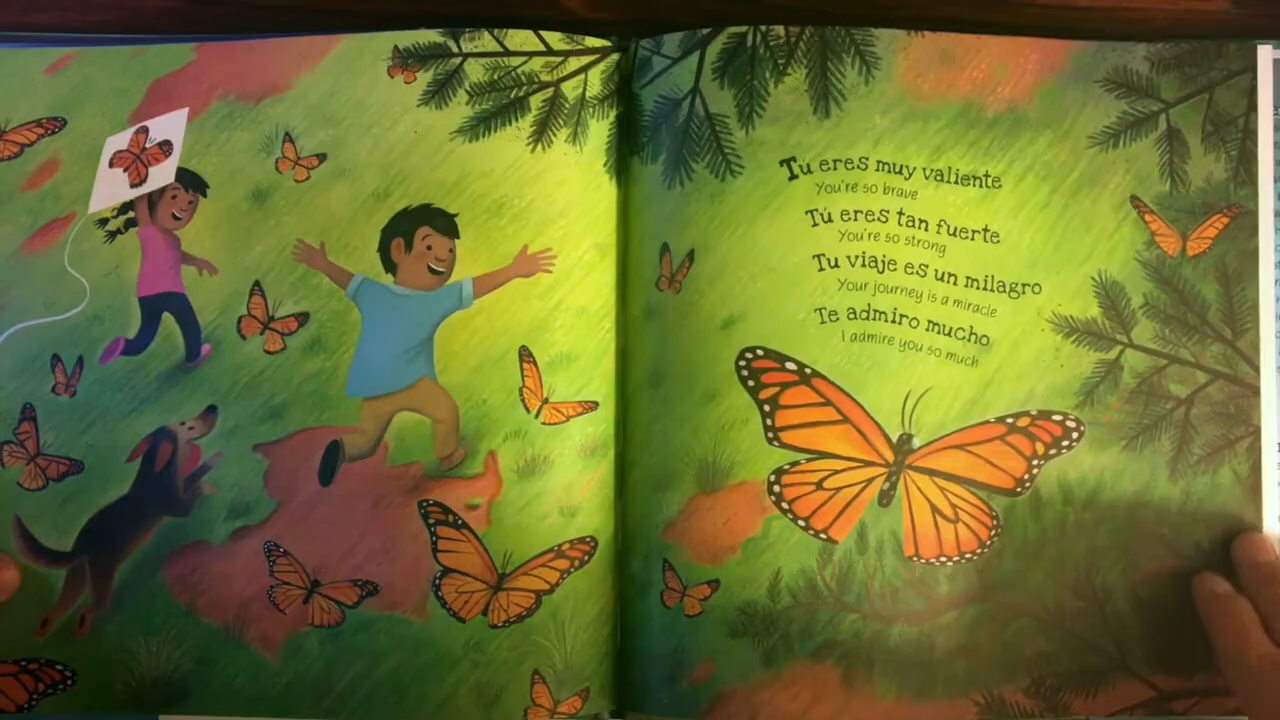 Tú eres muy valiente
You're so brave
Tú eres tan fuerte
You're so strong
Tu viaje es un milagro
Your journey is a miracle
Te admiro mucho
I admire you so much